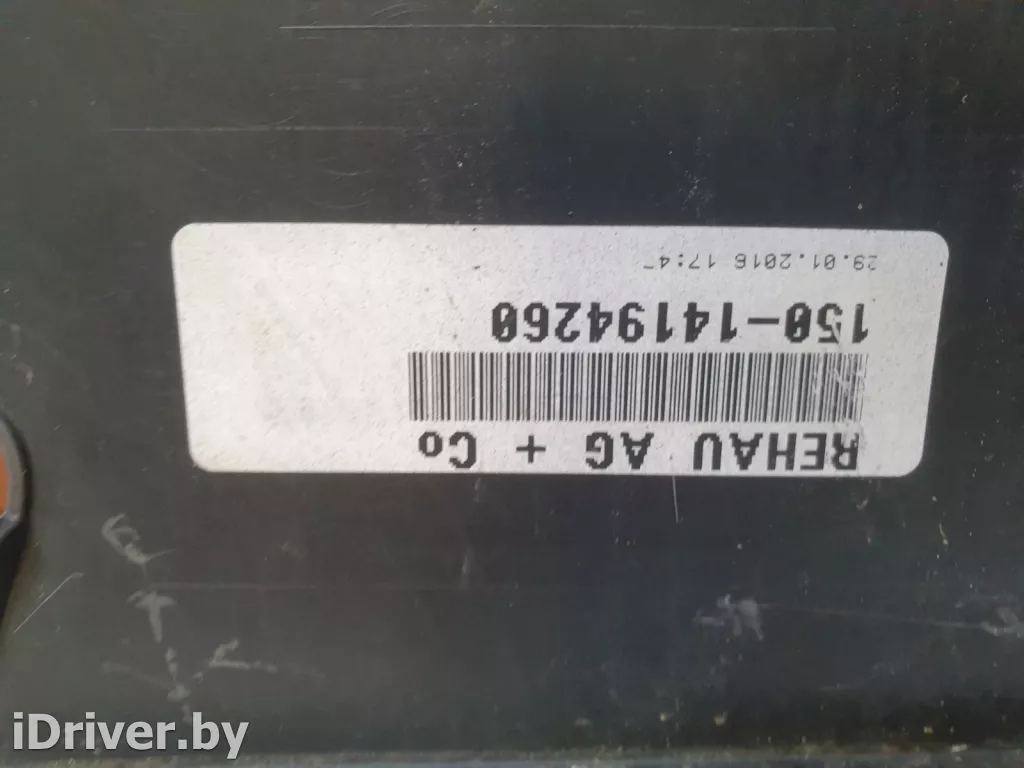 REHAU AG + Co
150-14194260
29.01.2016 17:4
iDriver.by